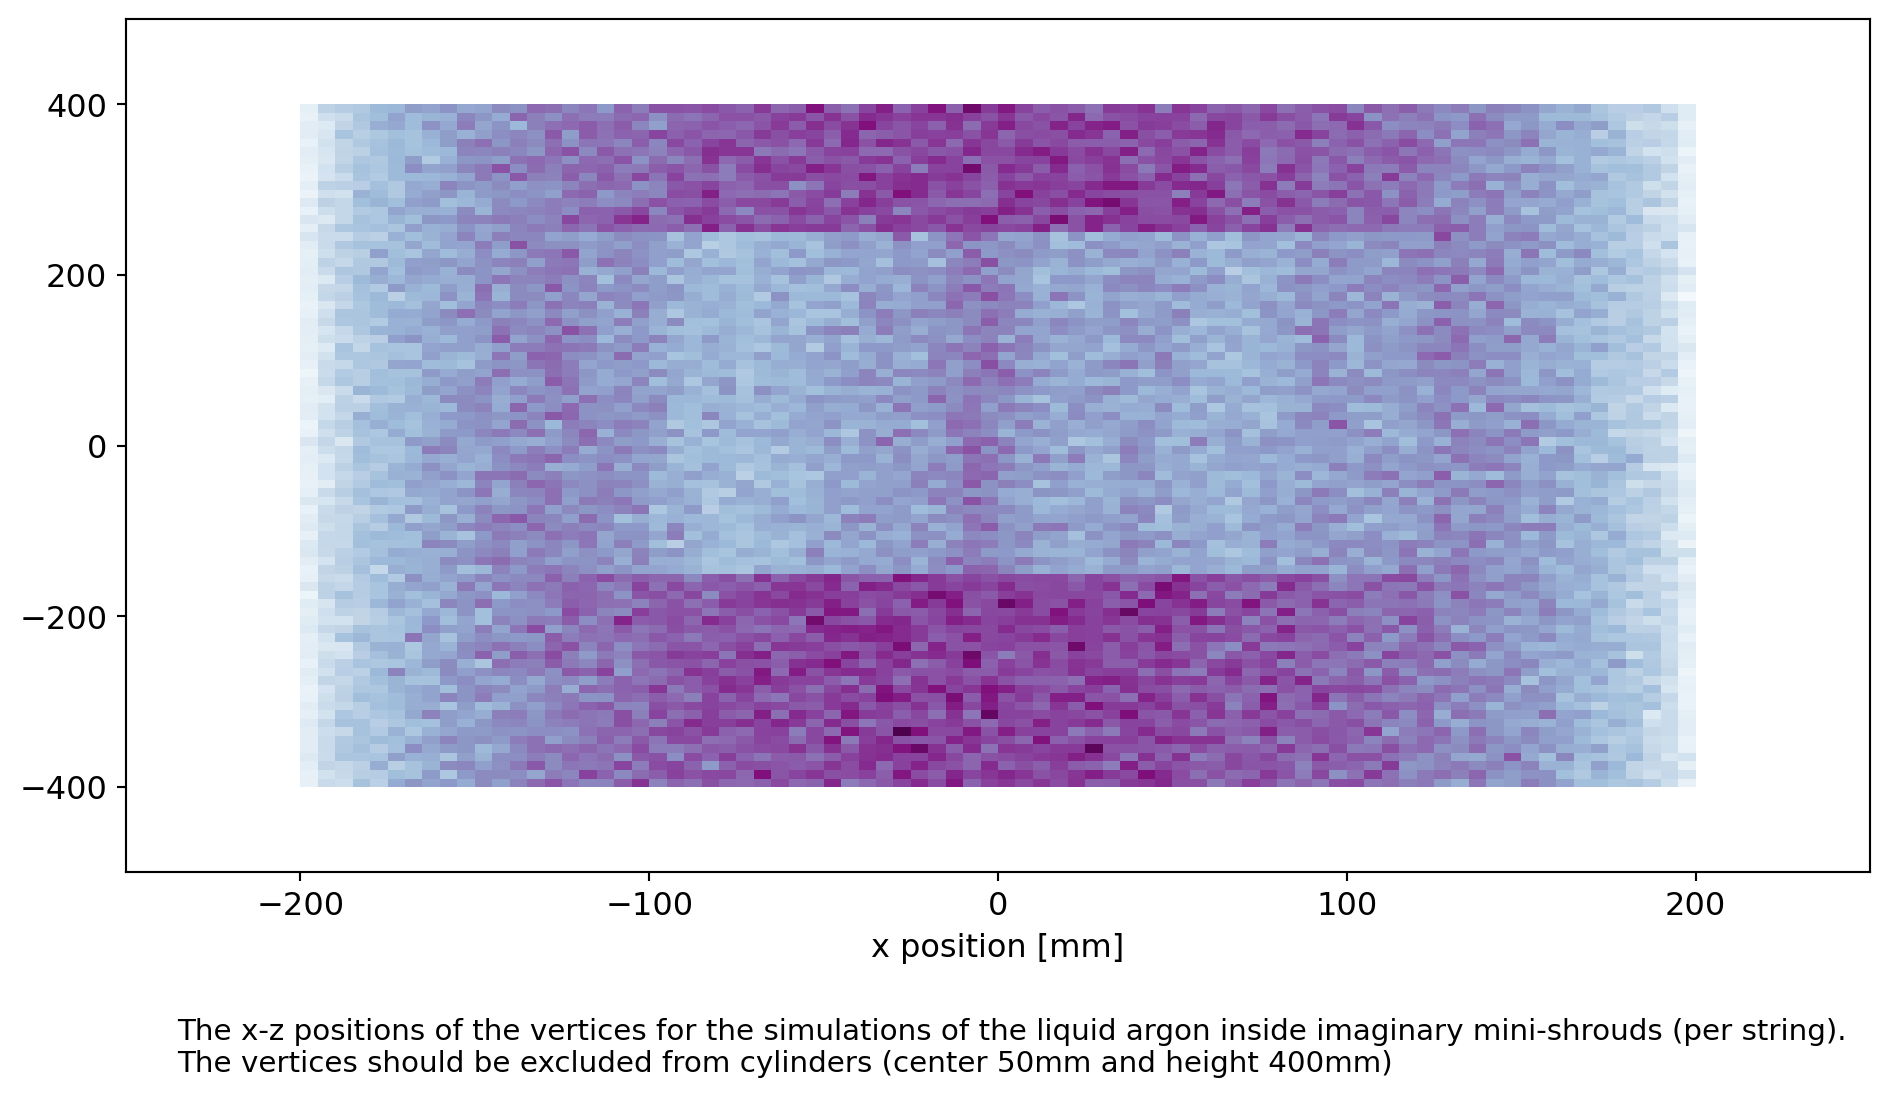 400
200
0
−200
−400
−200 −100 0 100 200
x position [mm]
The x-z positions of the vertices for the simulations of the liquid argon inside imaginary mini-shrouds (per string).
The vertices should be excluded from cylinders (center 50mm and height 400mm)